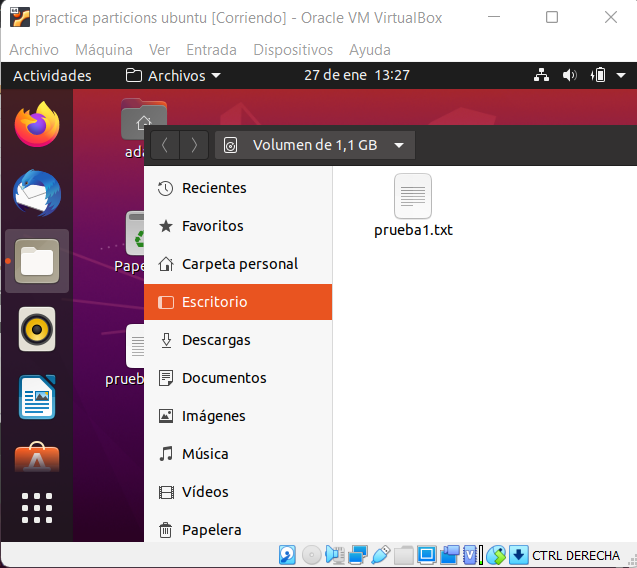 practica particions ubuntu [Corriendo] - Oracle VM VirtualBox
Archivo Máquina Ver Entrada Dispositivos Ayuda
Actividades Archivos 27 de ene 13:27
ada
Volumen de 1,1 GB
Recientes
prueba1.txt
Favoritos
Pape
Carpeta personal
Escritorio
Descargas
prueb
Documentos
Imágenes
Música
Vídeos
Papelera
CTRL DERECHA